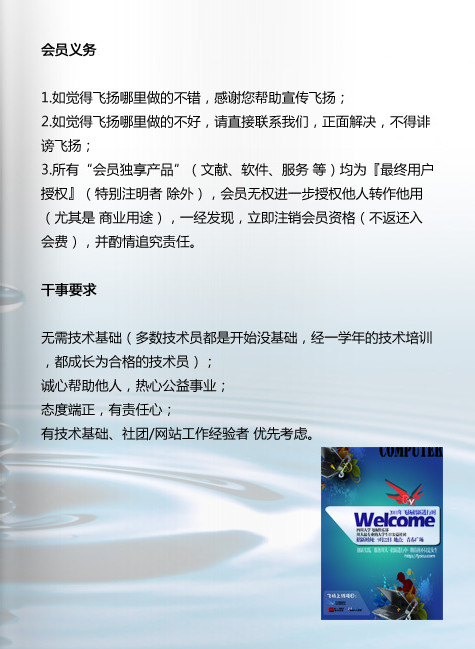 会员义务
1.如觉得飞扬哪里做的不错，感谢您帮助宣传飞扬；
2.如觉得飞扬哪里做的不好，请直接联系我们，正面解决，不得诽
谤飞扬；
3.所有“会员独享产品”（ 文献、软件、服务 等）均为『最终用户
授权』（ 特别注明者 除外），会员无权进一步授权他人转作他用
（ 尤其是 商业用途），一经发现，立即注销会员资格（ 不返还入
会费），并酌情追究责任。
干事要求
无需技术基础（ 多数技术员都是开始没基础，经一学年的技术培训
，都成长为合格的技术员 ）；
诚心帮助他人，热心公益事业；
态度端正，有责任心；
有技术基础、社团/网站工作经验者 优先考虑。
COMPUTER
Welcome